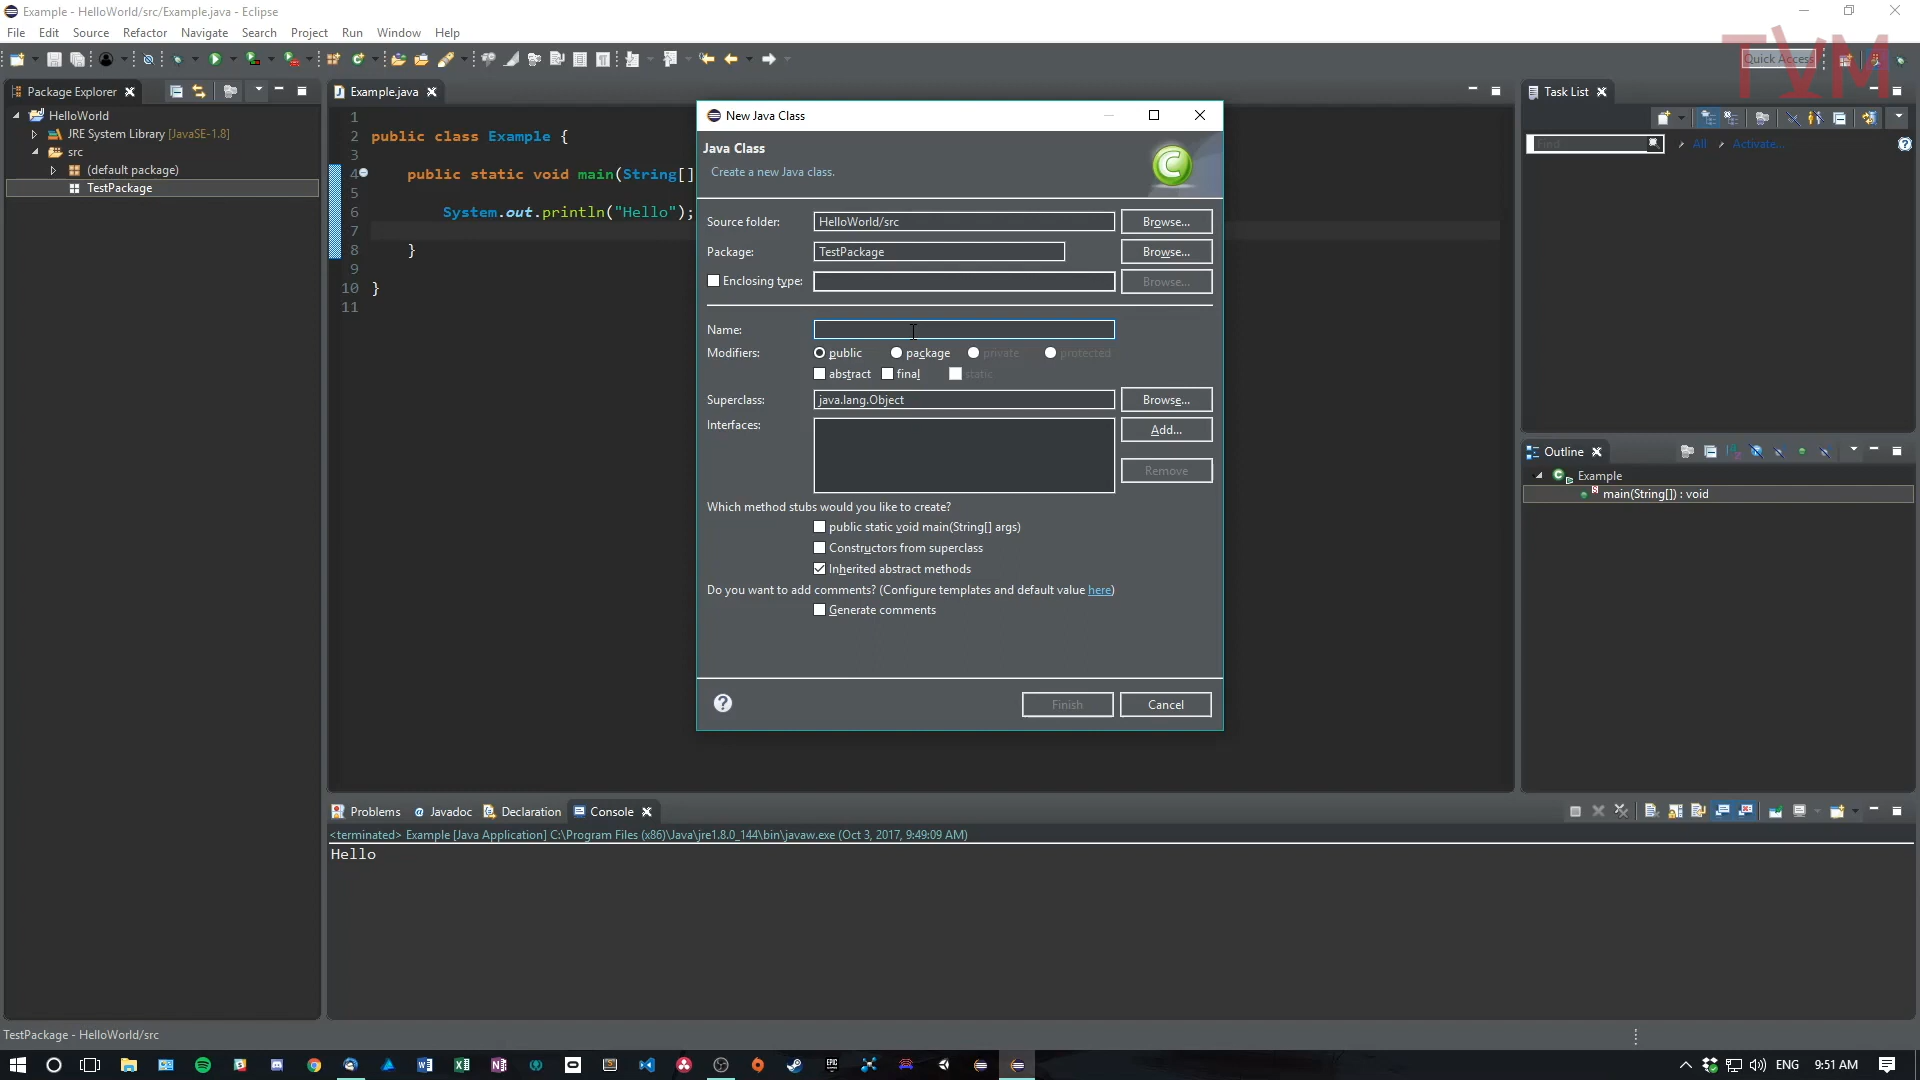 Example - HelloWorld/src/Example.java - Eclipse
File Edit Source Refactor Navigate Search Project Run Window Help
TVM
Quick Access
Package Explorer
HelloWorld
JRE System Library [JavaSE-1.8]
src
(default package)
TestPackage
Example.java
1
2 public class Example {
3
4 public static void main(String[]
5
6 System.out.println("Hello");
7
8 }
9
10 }
11
New Java Class
Java Class
Create a new Java class.
Source folder: HelloWorld/src Browse...
Package: TestPackage Browse...
Enclosing type: Browse...
Name:
Modifiers: public package private protected
abstract final static
Superclass: java.lang.Object Browse...
Interfaces: Add...
Remove
Which method stubs would you like to create?
public static void main(String[] args)
Constructors from superclass
Inherited abstract methods
Do you want to add comments? (Configure templates and default value here)
Generate comments
Finish Cancel
Task List
Find All Activate...
Outline
Example
main(String[]) : void
Problems Javadoc Declaration Console
<terminated> Example [Java Application] C:\Program Files (x86)\Java\jre1.8.0_144\bin\javaw.exe (Oct 3, 2017, 9:49:09 AM)
Hello
TestPackage - HelloWorld/src
ENG 9:51 AM